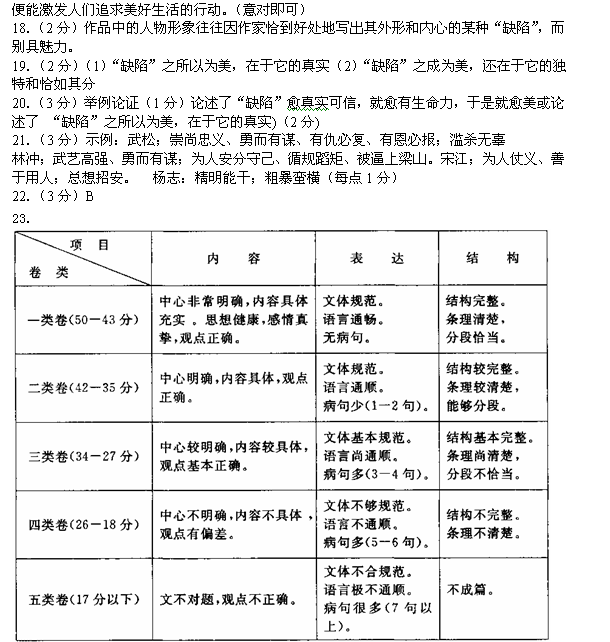 便能激发人们追求美好生活的行动。（意对即可）
18.（2分）作品中的人物形象往往因作家恰到好处地写出其外形和内心的某种“缺陷”，而
别具魅力。
19.（2分）(1)“缺陷”之所以为美，在于它的真实（2）“缺陷”之成为美，还在于它的独
特和恰如其分
20.（3分）举例论证（1分）论述了“缺陷”愈真实可信，就愈有生命力，于是就愈美或论
述了 “缺陷”之所以为美，在于它的真实)（2分）
21.（3分）示例：武松；崇尚忠义、勇而有谋、有仇必复、有恩必报；滥杀无辜
林冲；武艺高强、勇而有谋；为人安分守己、循规蹈矩、被逼上梁山。宋江；为人仗义、善
于用人；总想招安。 杨志：精明能干；粗暴蛮横（每点1分）
22.（3分）B
23.
项 目
卷 类
内 容
表 达
结 构
一类卷(50－43分)
中心非常明确,内容具体
充实 。思想健康,感情真
挚,观点正确。
文体规范。
语言通畅。
无病句。
结构完整。
条理清楚,
分段恰当。
二类卷(42－35分)
中心明确,内容具体,观点
正确。
文体规范。
语言通顺。
病句少(1－2句)。
结构较完整。
条理较清楚,
能够分段。
三类卷(34－27分)
中心较明确,内容较具体,
观点基本正确。
文体基本规范。
语言尚通顺。
病句多(3－4句)。
结构基本完整。
条理尚清楚,
分段不恰当。
四类卷(26－18分)
中心不明确,内容不具体 ,
观点有偏差。
文体不够规范。
语言不通顺。
病句多(5－6句)。
结构不完整。
条理不清楚。
五类卷(17分以下)
文不对题,观点不正确。
文体不合规范。
语言极不通顺。
病句很多(7句以
上)。
不成篇。